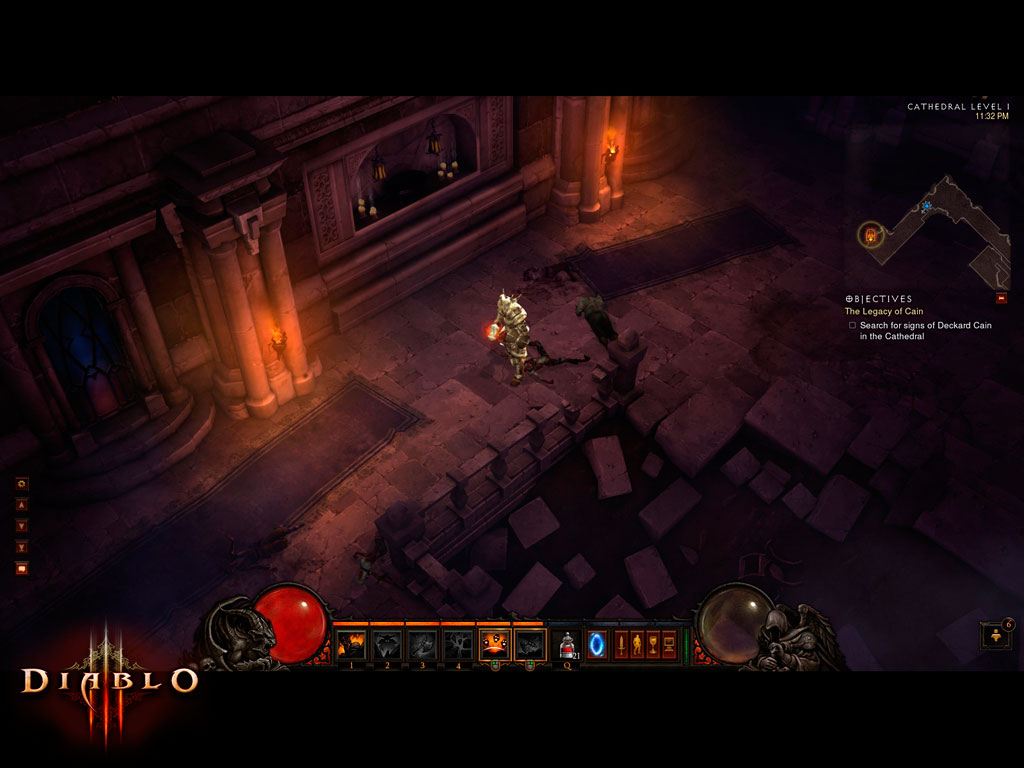 CATHEDRAL LEVEL 1
11:32 PM
OBJECTIVES
The Legacy of Cain
Search for signs of Deckard Cain
in the Cathedral
6
21
1 2 3 4 Q
DIABLO
III